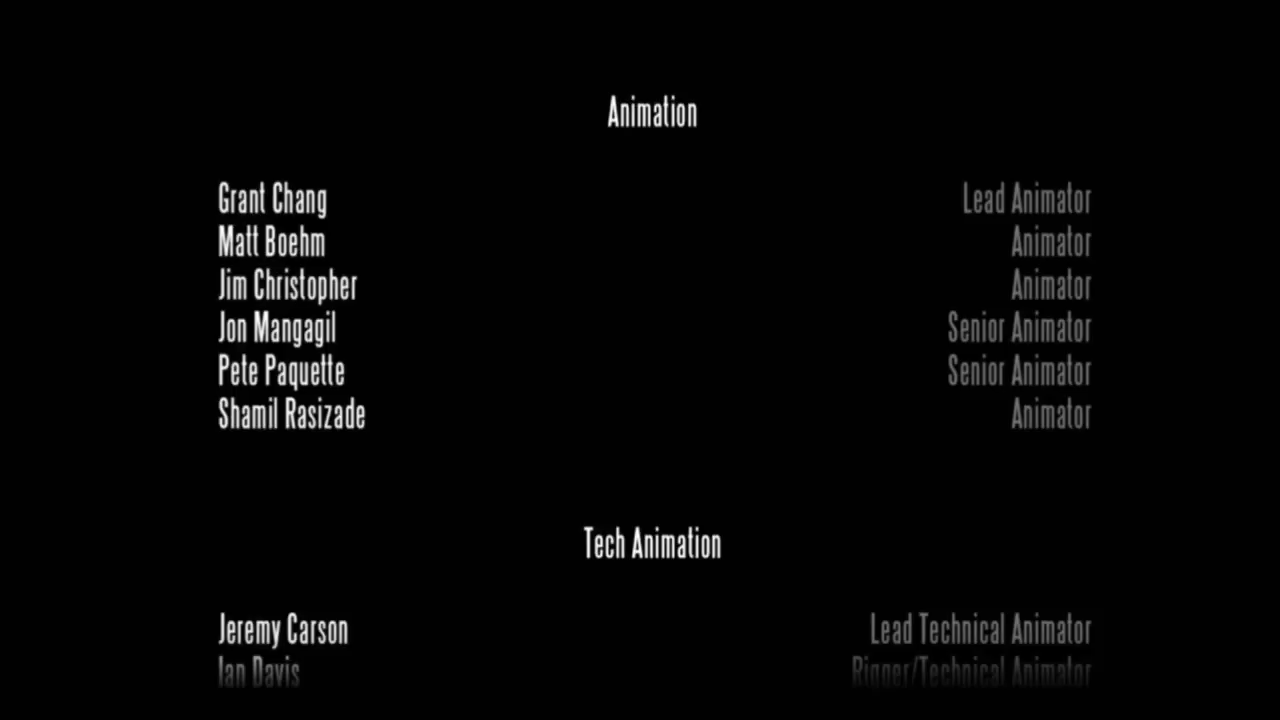 Animation
Grant Chang Lead Animator
Matt Boehm Animator
Jim Christopher Animator
Jon Mangagil Senior Animator
Pete Paquette Senior Animator
Shamil Rasizade Animator
Tech Animation
Jeremy Carson Lead Technical Animator
Ian Davis Rigger/Technical Animator